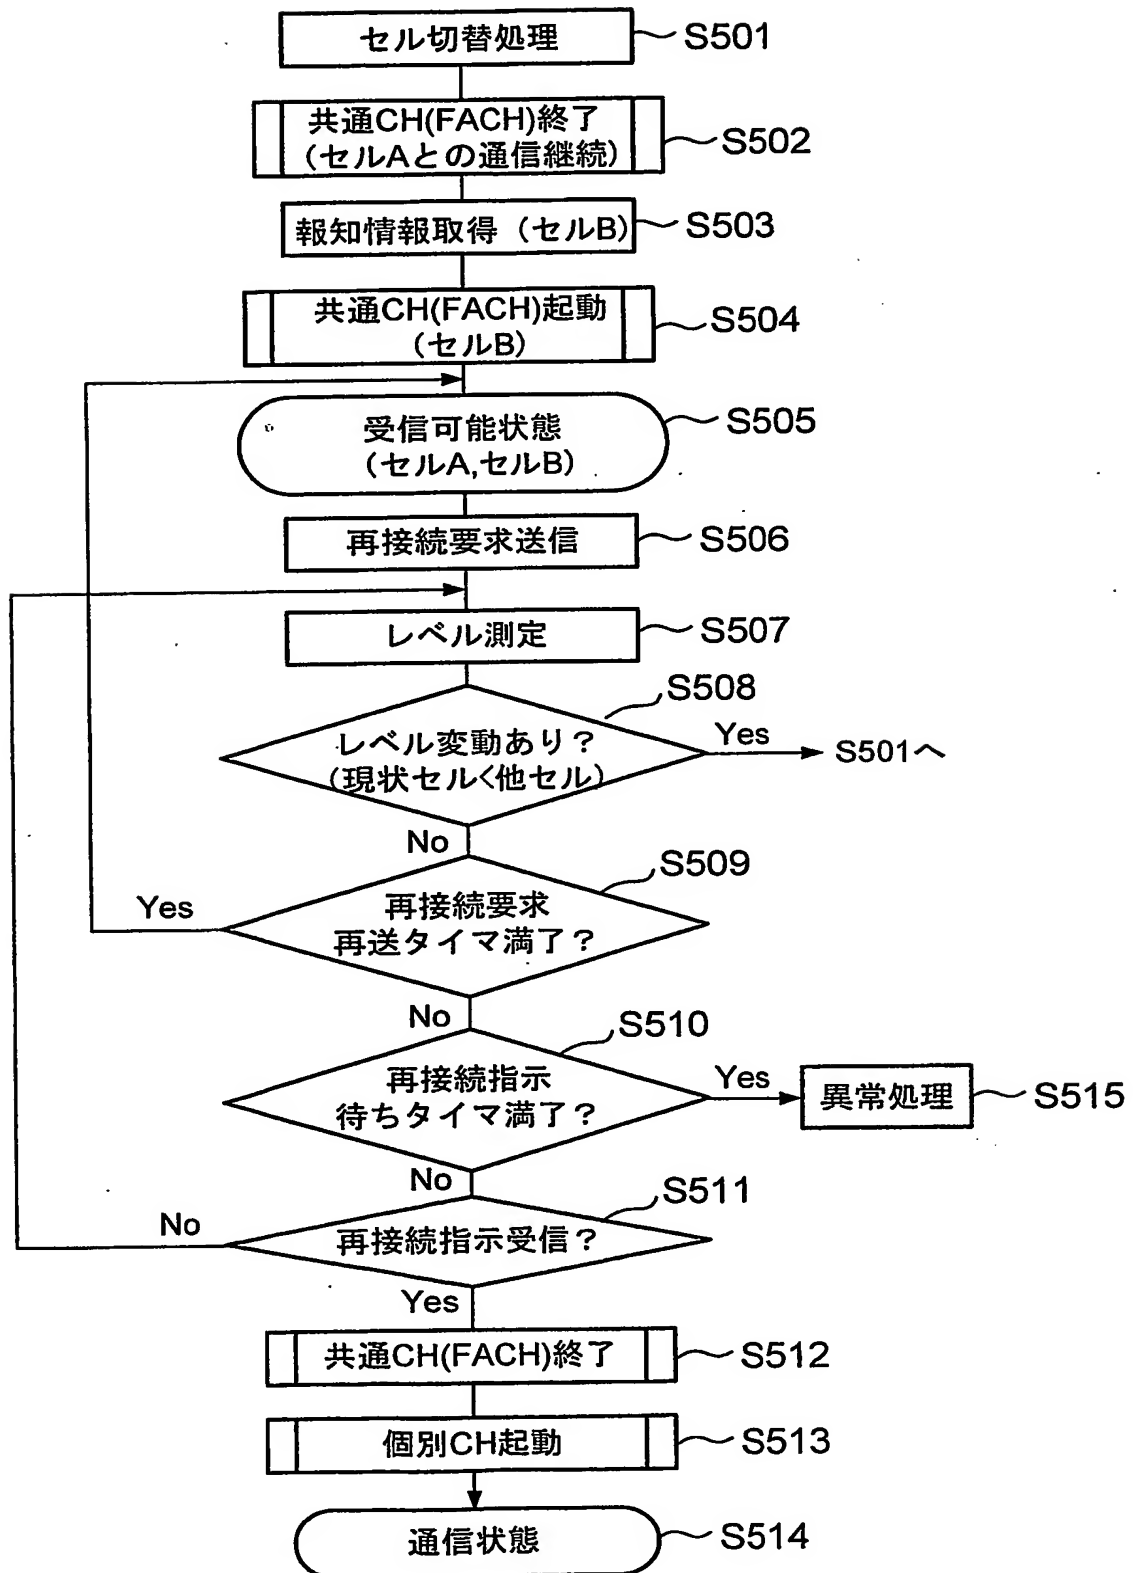 セル切替処理
S501
共通CH(FACH)終了
(セルAとの通信継続)
S502
報知情報取得 (セルB)
S503
共通CH(FACH)起動
(セルB)
S504
受信可能状態
(セルA,セルB)
S505
再接続要求送信
S506
レベル測定
S507
S508
レベル変動あり?
(現状セル<他セル)
Yes
S501へ
No
S509
再接続要求
再送タイマ満了?
Yes
No
S510
再接続指示
待ちタイマ満了?
Yes
異常処理
S515
No
S511
再接続指示受信?
No
Yes
共通CH(FACH)終了
S512
個別CH起動
S513
通信状態
S514